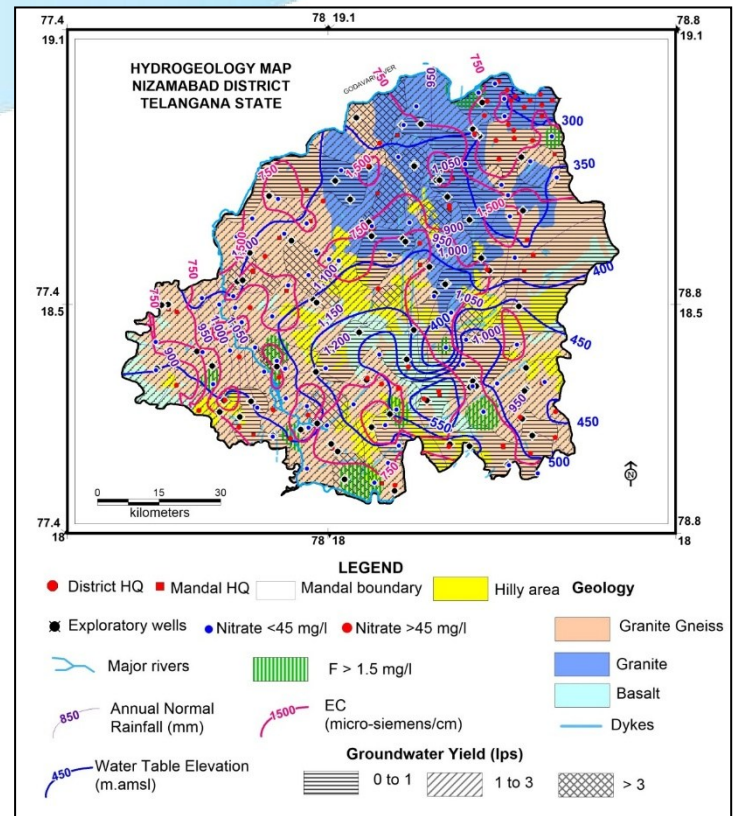 77.4
78 19.1
78.8
19.1
19.1
HYDROGEOLOGY MAP
NIZAMABAD DISTRICT
TELANGANA STATE
GODAVARI RIVER
750
950
750
300
350
750
1,500
1,050
1,500
750
900
950
1,000
1,500
1,100
400
750
77.4
18.5
78.8
18.5
750
950
900
1,050
1,150
1,200
1,050
400
450
950
450
550
500
750
0 15 30
kilometers
N
77.4
18
78 18
78.8
18
LEGEND
District HQ
Mandal HQ
Mandal boundary
Hilly area
Geology
Exploratory wells
Nitrate <45 mg/l
Nitrate >45 mg/l
Granite Gneiss
Major rivers
F > 1.5 mg/l
Granite
Basalt
850
Annual Normal
Rainfall (mm)
1500
EC
(micro-siemens/cm)
Dykes
450
Water Table Elevation
(m.amsl)
Groundwater Yield (lps)
0 to 1
1 to 3
> 3